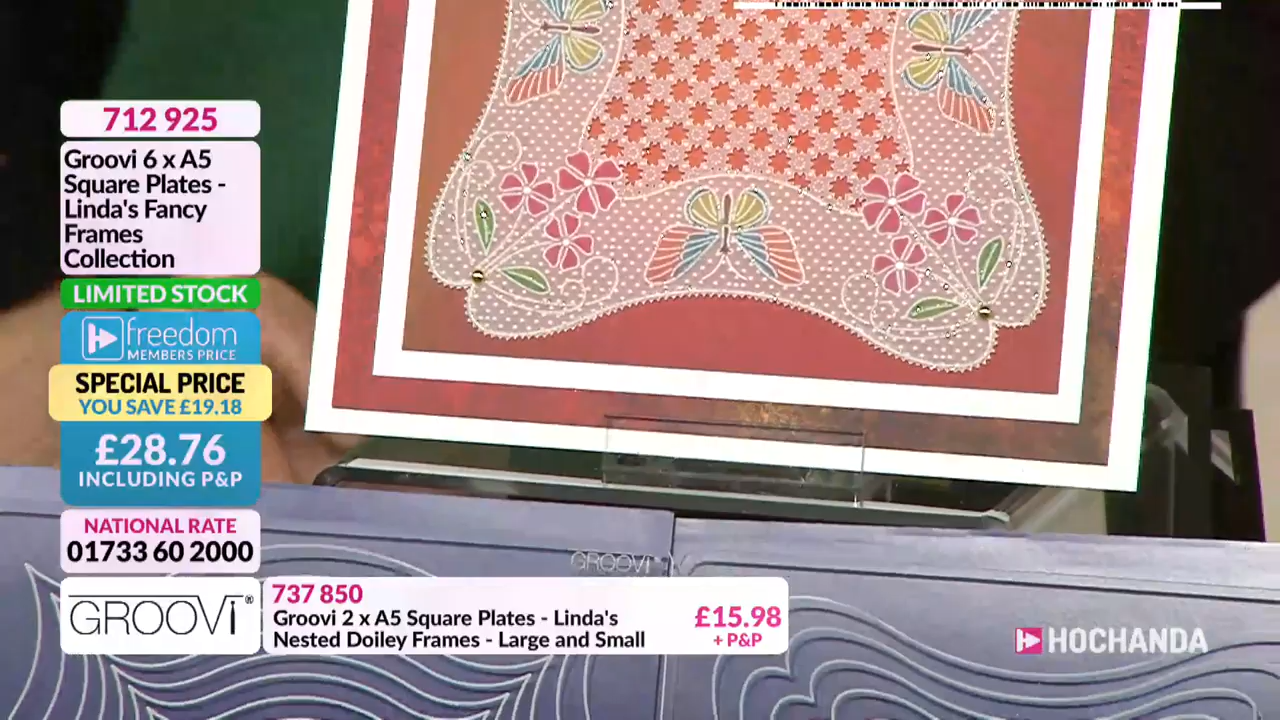 712 925
Groovi 6 x A5
Square Plates -
Linda's Fancy
Frames
Collection
LIMITED STOCK
freedom
MEMBERS PRICE
SPECIAL PRICE
YOU SAVE £19.18
£28.76
INCLUDING P&P
NATIONAL RATE
01733 60 2000
GROOVI®
737 850
Groovi 2 x A5 Square Plates - Linda's
Nested Doiley Frames - Large and Small
£15.98
+ P&P
GROOVI
HOCHANDA